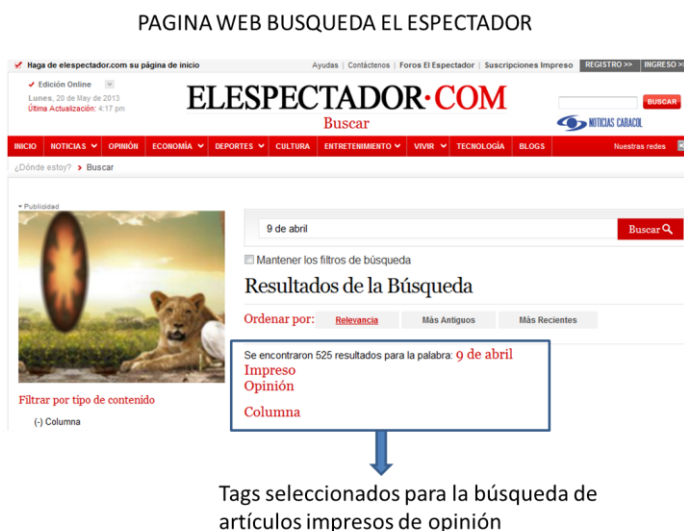 PAGINA WEB BUSQUEDA EL ESPECTADOR
Haga de elespectador.com su página de inicio
Ayudas | Contáctenos | Foros El Espectador | Suscripciones Impreso
REGISTRO >> INGRESO >>
Edición Online
Lunes, 20 de May de 2013
Última Actualización: 4:17 pm
ELESPECTADOR·COM
Buscar
BUSCAR
NOTICIAS CARACOL
INICIO NOTICIAS OPINIÓN ECONOMÍA DEPORTES CULTURA ENTRETENIMIENTO VIVIR TECNOLOGÍA BLOGS Nuestras redes
¿Dónde estoy? > Buscar
Publicidad
9 de abril
Buscar
Mantener los filtros de búsqueda
Resultados de la Búsqueda
Ordenar por: Relevancia Más Antiguos Más Recientes
Se encontraron 525 resultados para la palabra: 9 de abril
Impreso
Opinión
Columna
Filtrar por tipo de contenido
(-) Columna
Tags seleccionados para la búsqueda de
artículos impresos de opinión